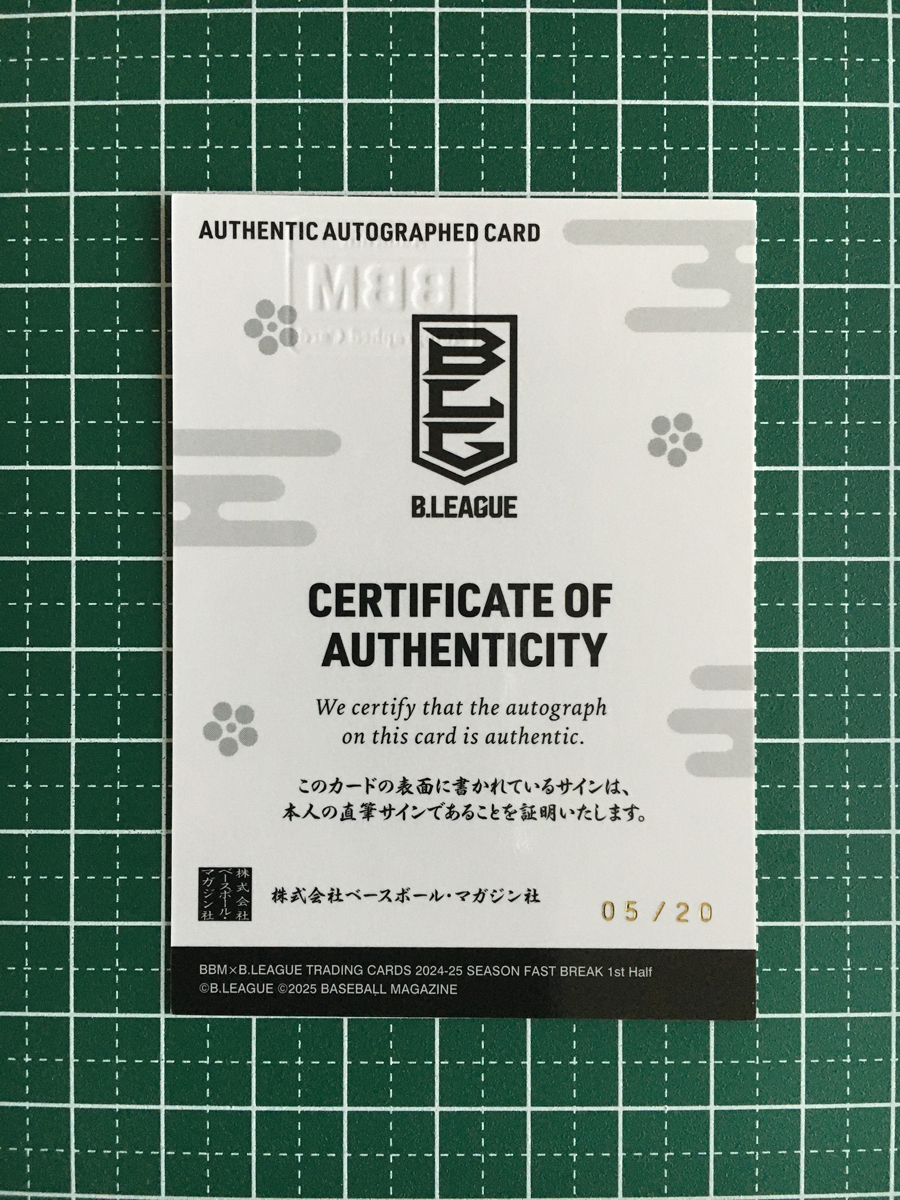 AUTHENTIC AUTOGRAPHED CARD
BBM
BLG
B.LEAGUE
CERTIFICATE OF
AUTHENTICITY
We certify that the autograph
on this card is authentic.
このカードの表面に書かれているサインは、
本人の直筆サインであることを証明いたします。
株式会社
ベースボール・
マガジン社
株式会社ベースボール・マガジン社
05/20
BBM×B.LEAGUE TRADING CARDS 2024-25 SEASON FAST BREAK 1st Half
©B.LEAGUE ©2025 BASEBALL MAGAZINE